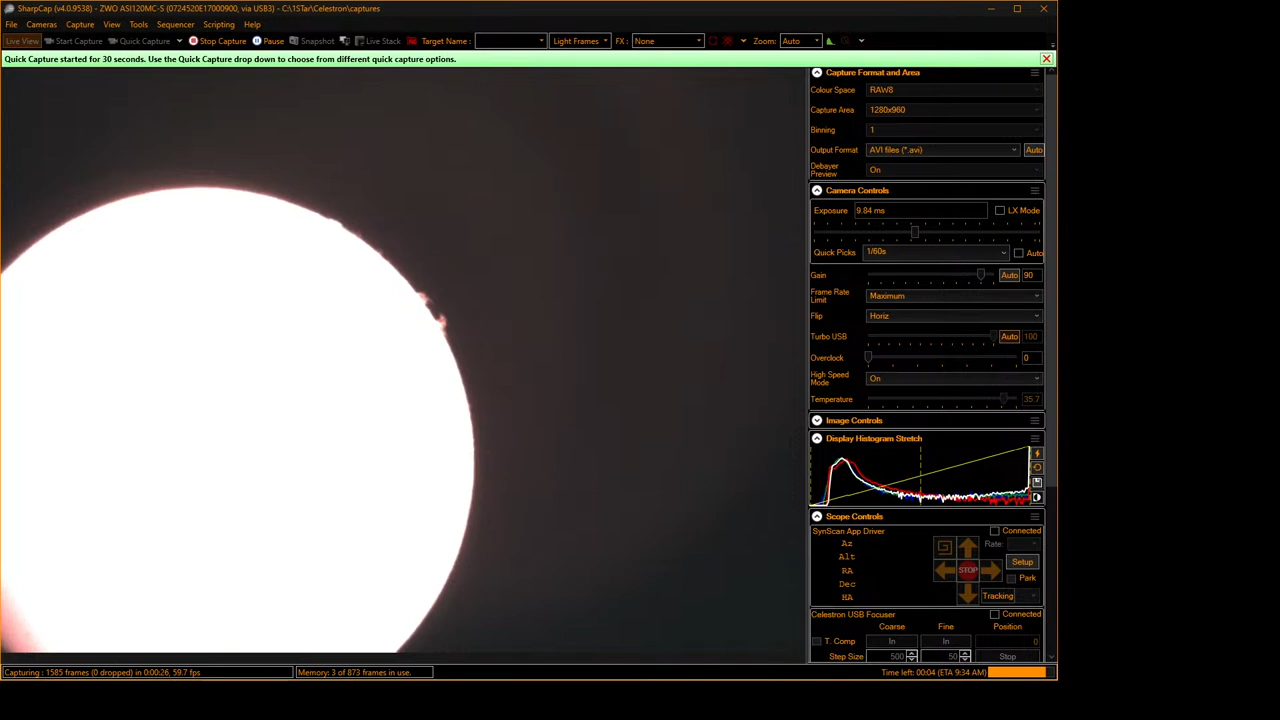 SharpCap (v4.0.9538) - ZWO ASI120MC-S (0724520E17000900, via USB3) - C:\1STar\Celestron\captures
File Cameras Capture View Tools Sequencer Scripting Help
Live View Start Capture Quick Capture Stop Capture Pause Snapshot Live Stack Target Name : Light Frames FX : None Zoom: Auto
Quick Capture started for 30 seconds. Use the Quick Capture drop down to choose from different quick capture options.
Capture Format and Area
Colour Space RAW8
Capture Area 1280x960
Binning 1
Output Format AVI files (*.avi) Auto
Debayer
Preview On
Camera Controls
Exposure 9.84 ms LX Mode
Quick Picks 1/60s Auto
Gain Auto 90
Frame Rate
Limit Maximum
Flip Horiz
Turbo USB Auto 100
Overclock 0
High Speed
Mode On
Temperature 35.7
Image Controls
Display Histogram Stretch
Scope Controls
SynScan App Driver Connected
Az Rate:
Alt Setup
RA STOP
Dec Park
HA Tracking
Celestron USB Focuser Connected
Coarse Fine Position
T. Comp In In 0
Step Size 500 50 Stop
Capturing : 1585 frames (0 dropped) in 0:00:26, 59.7 fps Memory: 3 of 873 frames in use. Time left: 00:04 (ETA 9:34 AM)